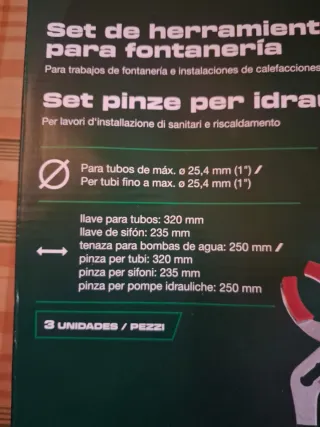 Set de herramient
para fontanería
Para trabajos de fontanería e instalaciones de calefacciones
Set pinze per idrau
Per lavori d'installazione di sanitari e riscaldamento
Para tubos de máx. ø 25,4 mm (1") /
Per tubi fino a max. ø 25,4 mm (1")
llave para tubos: 320 mm
llave de sifón: 235 mm
tenaza para bombas de agua: 250 mm /
pinza per tubi: 320 mm
pinza per sifoni: 235 mm
pinza per pompe idrauliche: 250 mm
3 UNIDADES / PEZZI